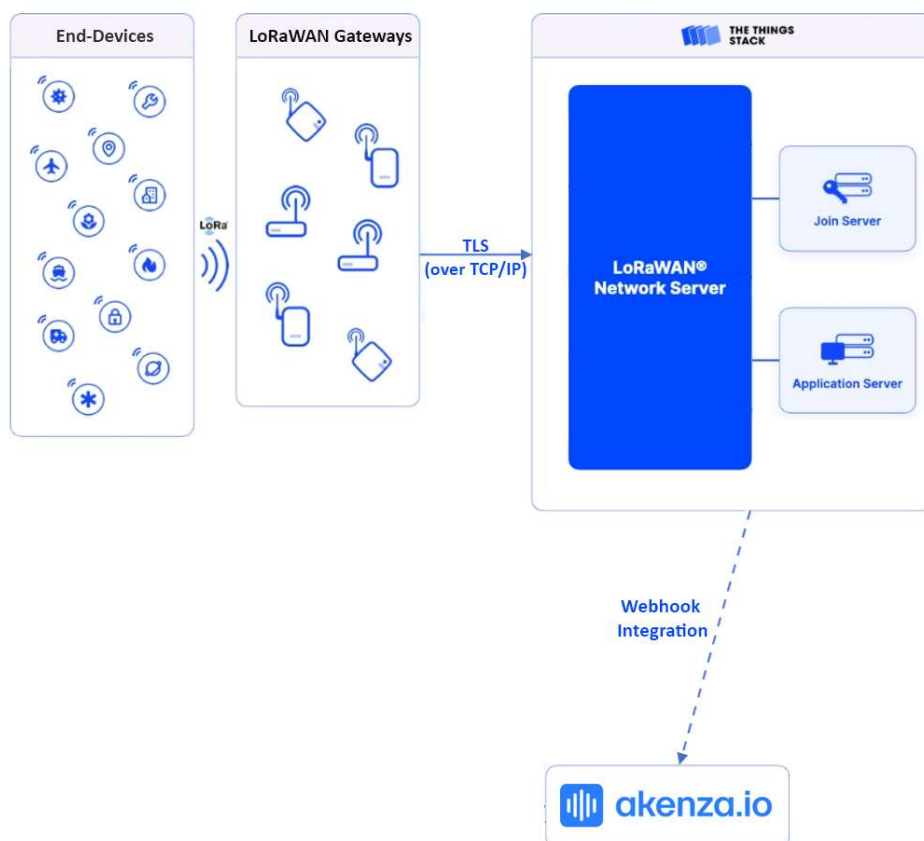 End-Devices
LoRaWAN Gateways
THE THINGS
STACK
LoRa
TLS
(over TCP/IP)
LoRaWAN®
Network Server
Join Server
Application Server
Webhook
Integration
akenza.io